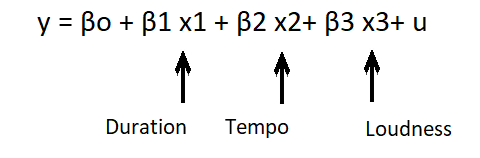 y = βo + β1 x1 + β2 x2+ β3 x3+ u
Duration Tempo Loudness